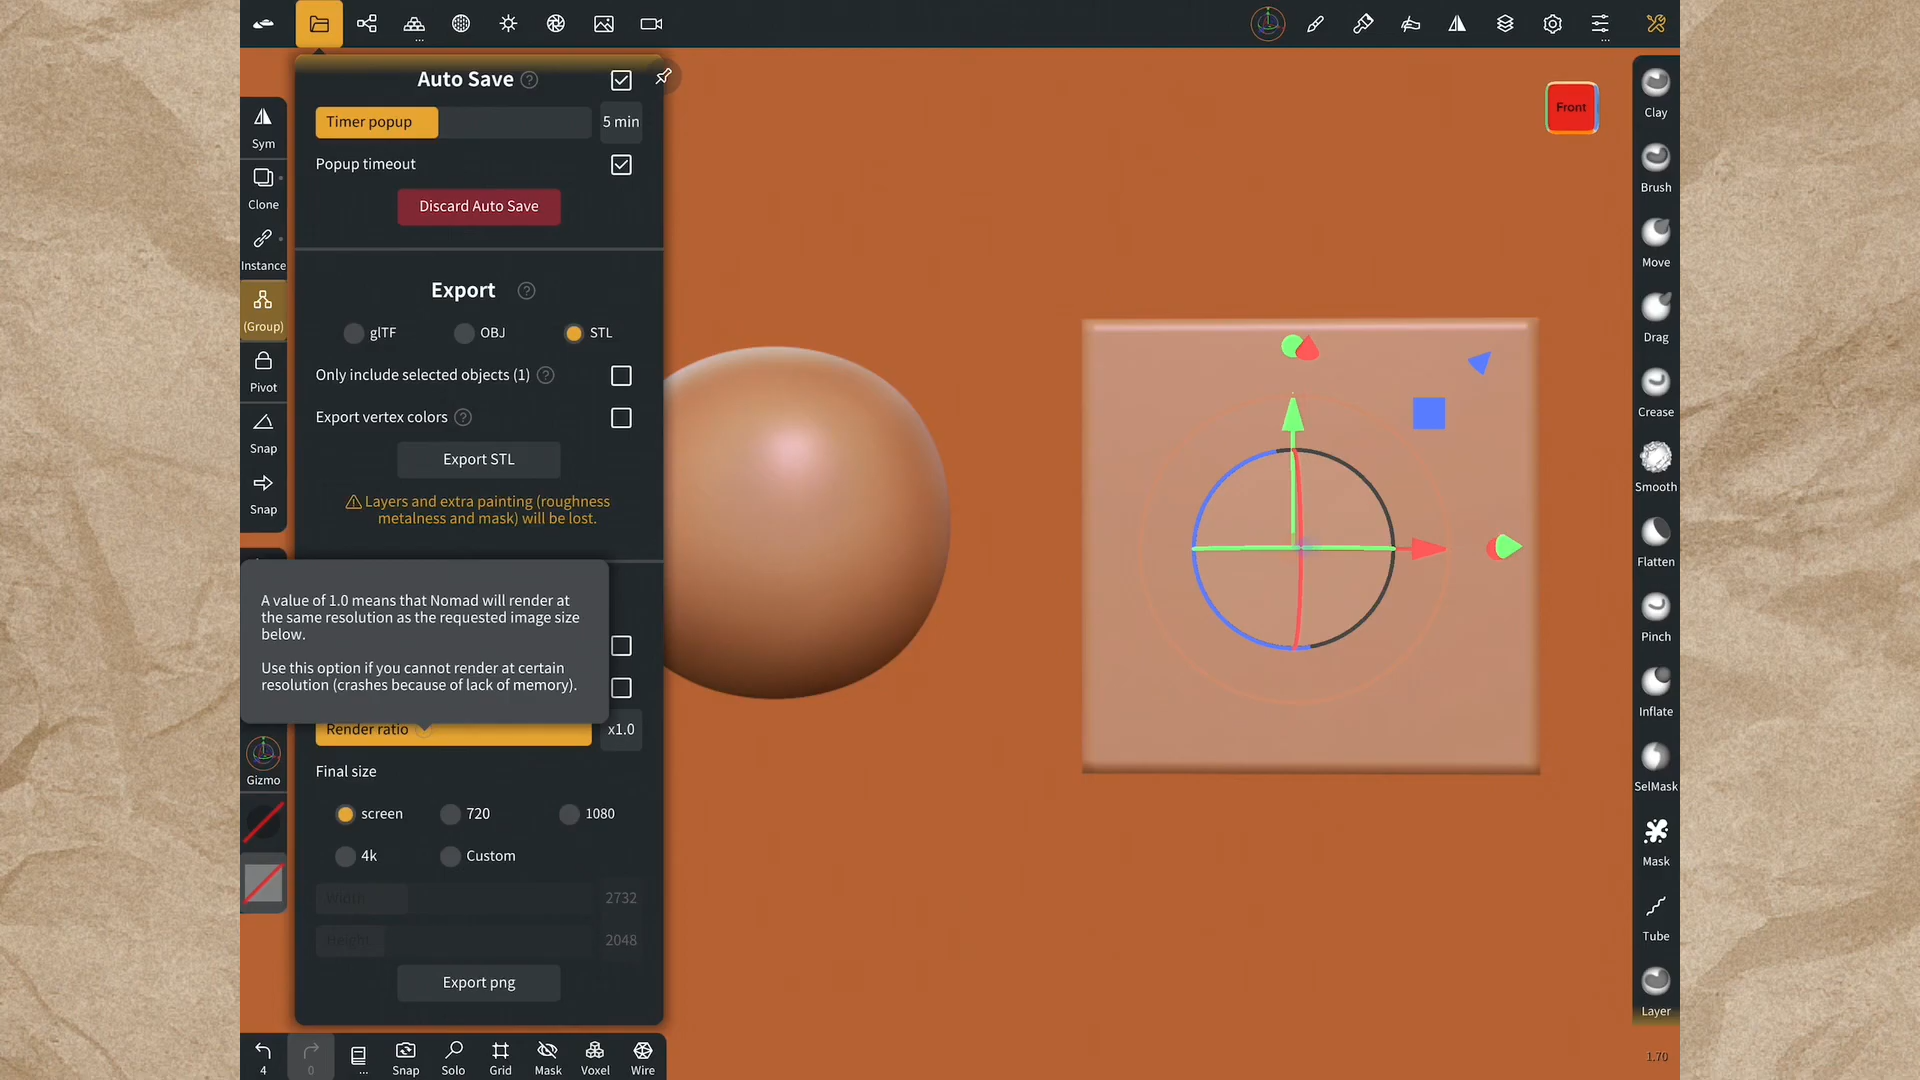 Auto Save ?
Timer popup 5 min
Popup timeout
Discard Auto Save
Export ?
glTF OBJ STL
Only include selected objects (1) ?
Export vertex colors ?
Export STL
Layers and extra painting (roughness
metalness and mask) will be lost.
A value of 1.0 means that Nomad will render at
the same resolution as the requested image size
below.
Use this option if you cannot render at certain
resolution (crashes because of lack of memory).
Render ratio x1.0
Final size
screen 720 1080
4k Custom
Width 2732
Height 2048
Export png
Sym
Clone
Instance
(Group)
Pivot
Snap
Snap
Gizmo
4
0
...
Snap
Solo
Grid
Mask
Voxel
Wire
Front
Clay
Brush
Move
Drag
Crease
Smooth
Flatten
Pinch
Inflate
SelMask
Mask
Tube
Layer
1.70